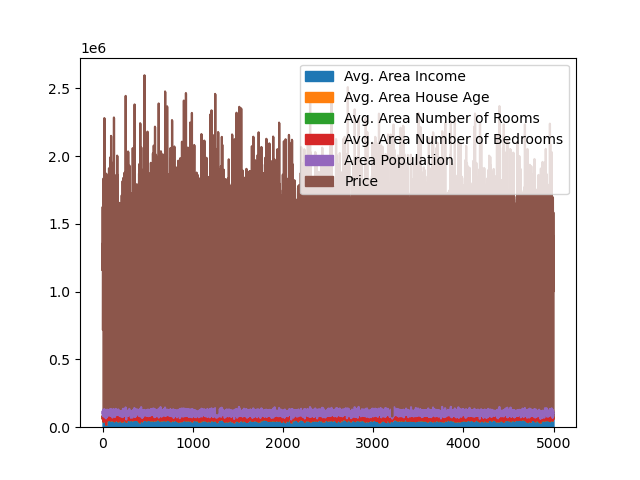 1e6
2.5
2.0
1.5
1.0
0.5
0.0
Avg. Area Income
Avg. Area House Age
Avg. Area Number of Rooms
Avg. Area Number of Bedrooms
Area Population
Price
0
1000
2000
3000
4000
5000